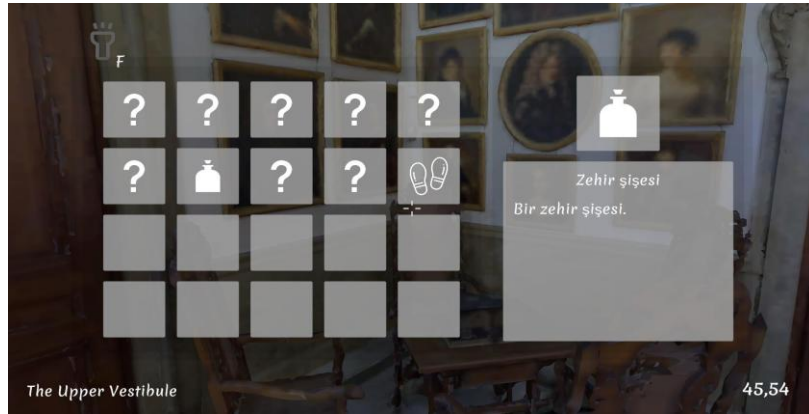 F
? ? ? ? ?
? ? ?
Zehir şişesi
Bir zehir şişesi.
The Upper Vestibule
45,54